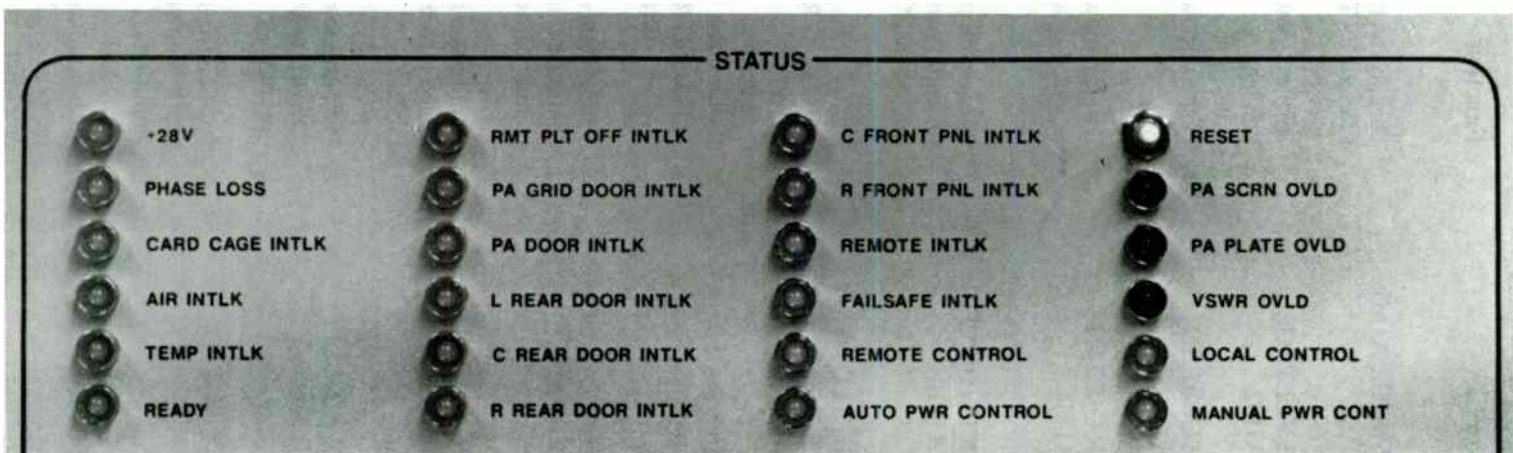 STATUS
+28V
PHASE LOSS
CARD CAGE INTLK
AIR INTLK
TEMP INTLK
READY
RMT PLT OFF INTLK
PA GRID DOOR INTLK
PA DOOR INTLK
L REAR DOOR INTLK
C REAR DOOR INTLK
R REAR DOOR INTLK
C FRONT PNL INTLK
R FRONT PNL INTLK
REMOTE INTLK
FAILSAFE INTLK
REMOTE CONTROL
AUTO PWR CONTROL
RESET
PA SCRN OVLD
PA PLATE OVLD
VSWR OVLD
LOCAL CONTROL
MANUAL PWR CONT